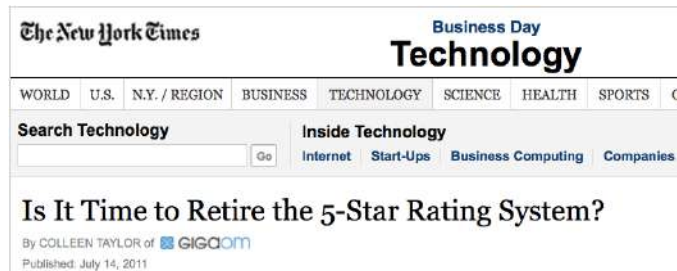 The New York Times
Business Day
Technology
WORLD U.S. N.Y. / REGION BUSINESS TECHNOLOGY SCIENCE HEALTH SPORTS
Search Technology
Inside Technology
Go
Internet Start-Ups Business Computing Companies
Is It Time to Retire the 5-Star Rating System?
By COLLEEN TAYLOR of GIGAOM
Published: July 14, 2011